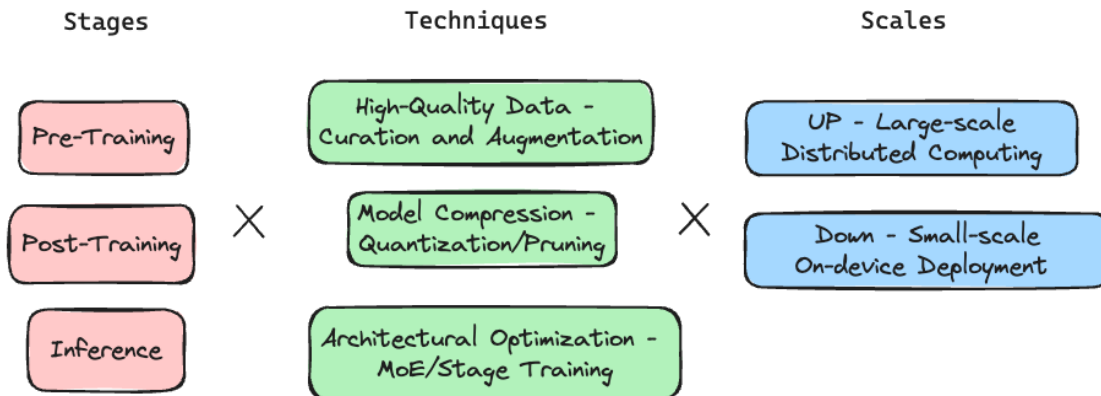 Stages
Techniques
Scales
Pre-Training
Post-Training
Inference
×
High-Quality Data -
Curation and Augmentation
Model Compression -
Quantization/Pruning
Architectural Optimization -
MoE/Stage Training
×
UP - Large-scale
Distributed Computing
Down - Small-scale
On-device Deployment